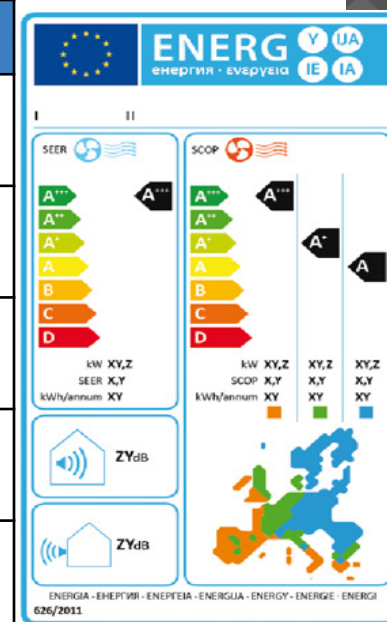 ENERG Y UA
енергия · ενεργεια IE IA
I II
SEER
A+++ A+++
A++
A+
A
B
C
D
kW XY,Z
SEER X,Y
kWh/annum XY
SCOP
A+++ A+++
A++
A+ A+
A A
B
C
D
kW XY,Z XY,Z XY,Z
SCOP X,Y X,Y X,Y
kWh/annum XY XY XY
ZYdB
ZYdB
ENERGIA - ЕНЕРГИЯ - ΕΝΕΡΓΕΙΑ - ENERGIJA - ENERGY - ENERGIE - ENERGI
626/2011